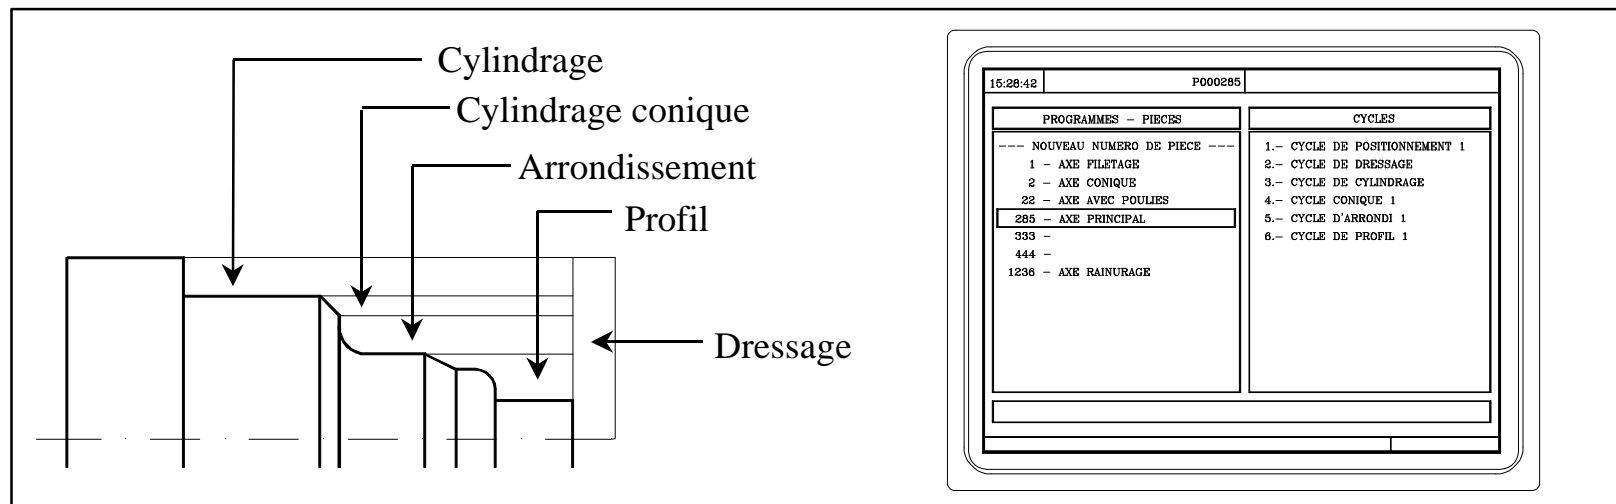 Cylindrage
Cylindrage conique
Arrondissement
Profil
Dressage
15:28:42 P000285
PROGRAMMES - PIECES
--- NOUVEAU NUMERO DE PIECE ---
1 - AXE FILETAGE
2 - AXE CONIQUE
22 - AXE AVEC POULIES
285 - AXE PRINCIPAL
333 -
444 -
1236 - AXE RAINURAGE
CYCLES
1.- CYCLE DE POSITIONNEMENT 1
2.- CYCLE DE DRESSAGE
3.- CYCLE DE CYLINDRAGE
4.- CYCLE CONIQUE 1
5.- CYCLE D'ARRONDI 1
6.- CYCLE DE PROFIL 1